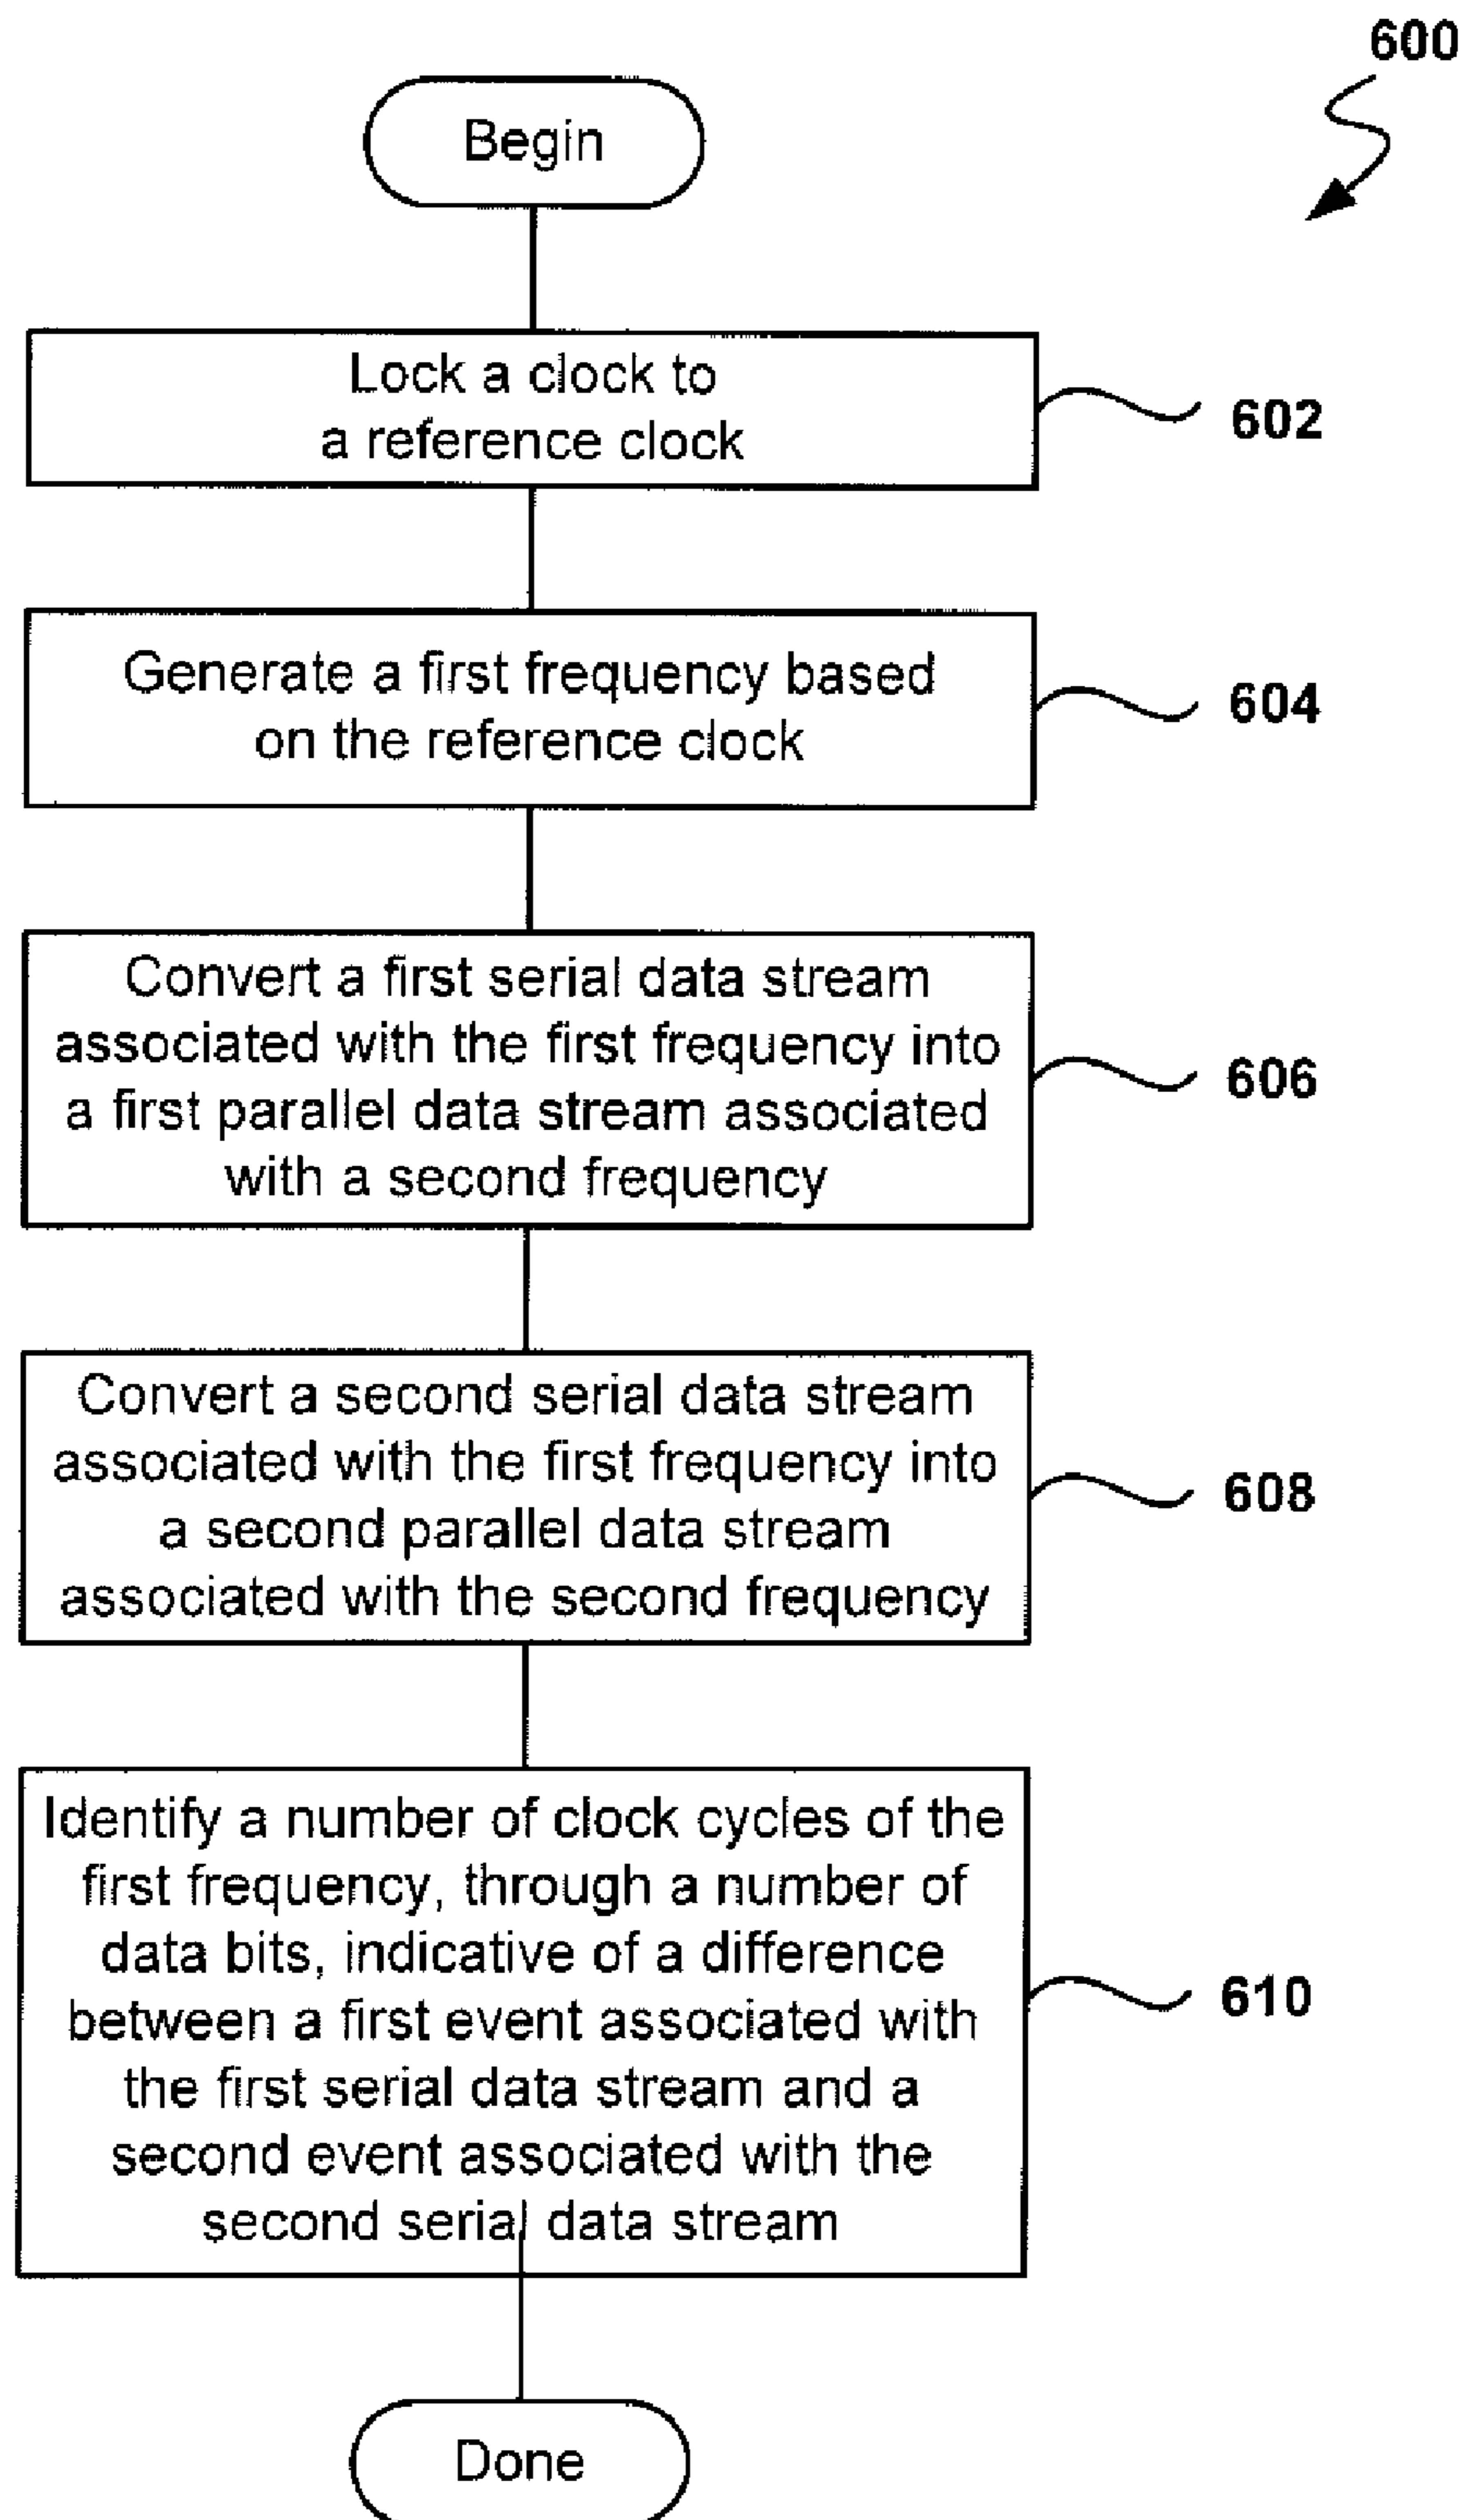 600
Begin
Lock a clock to
a reference clock
602
Generate a first frequency based
on the reference clock
604
Convert a first serial data stream
associated with the first frequency into
a first parallel data stream associated
with a second frequency
606
Convert a second serial data stream
associated with the first frequency into
a second parallel data stream
associated with the second frequency
608
Identify a number of clock cycles of the
first frequency, through a number of
data bits, indicative of a difference
between a first event associated with
the first serial data stream and a
second event associated with the
second serial data stream
610
Done